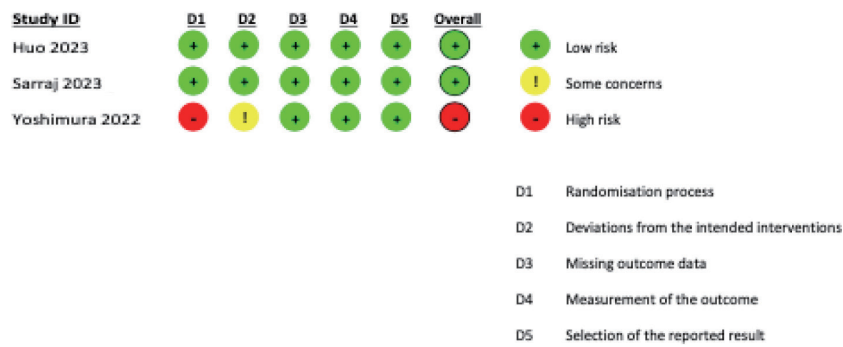 Study ID D1 D2 D3 D4 D5 Overall
Huo 2023 + + + + + + + Low risk
Sarraj 2023 + + + + + + ! Some concerns
Yoshimura 2022 - ! + + + - - High risk
D1 Randomisation process
D2 Deviations from the intended interventions
D3 Missing outcome data
D4 Measurement of the outcome
D5 Selection of the reported result